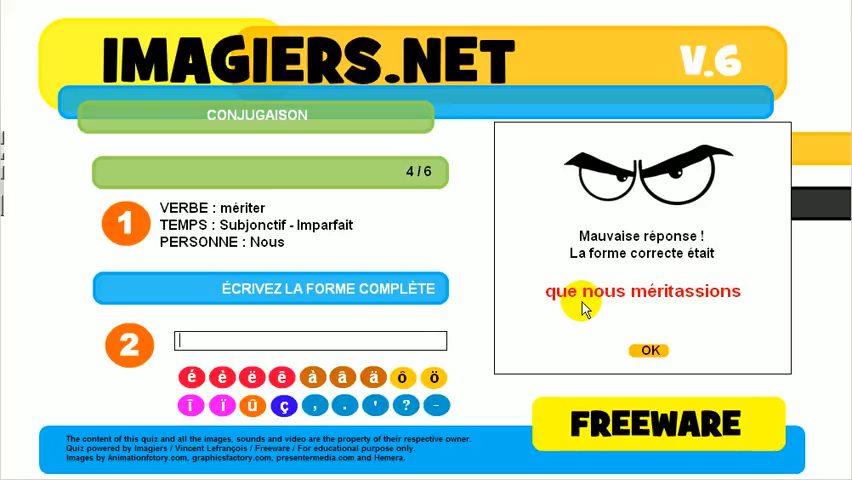 IMAGIERS.NET
V.6
CONJUGAISON
4 / 6
1
VERBE : mériter
TEMPS : Subjonctif - Imparfait
PERSONNE : Nous
ÉCRIVEZ LA FORME COMPLÈTE
2
é è ë ê à â ä ô ö
î ï û ç , . ' ? -
Mauvaise réponse !
La forme correcte était
que nous méritassions
OK
FREEWARE
The content of this quiz and all the images, sounds and video are the property of their respective owner.
Quiz powered by Imagiers / Vincent Lefrançois / Freeware / For educational purpose only.
Images by Animationfctory.com, graphicsfactory.com, presentermedia.com and Hemera.